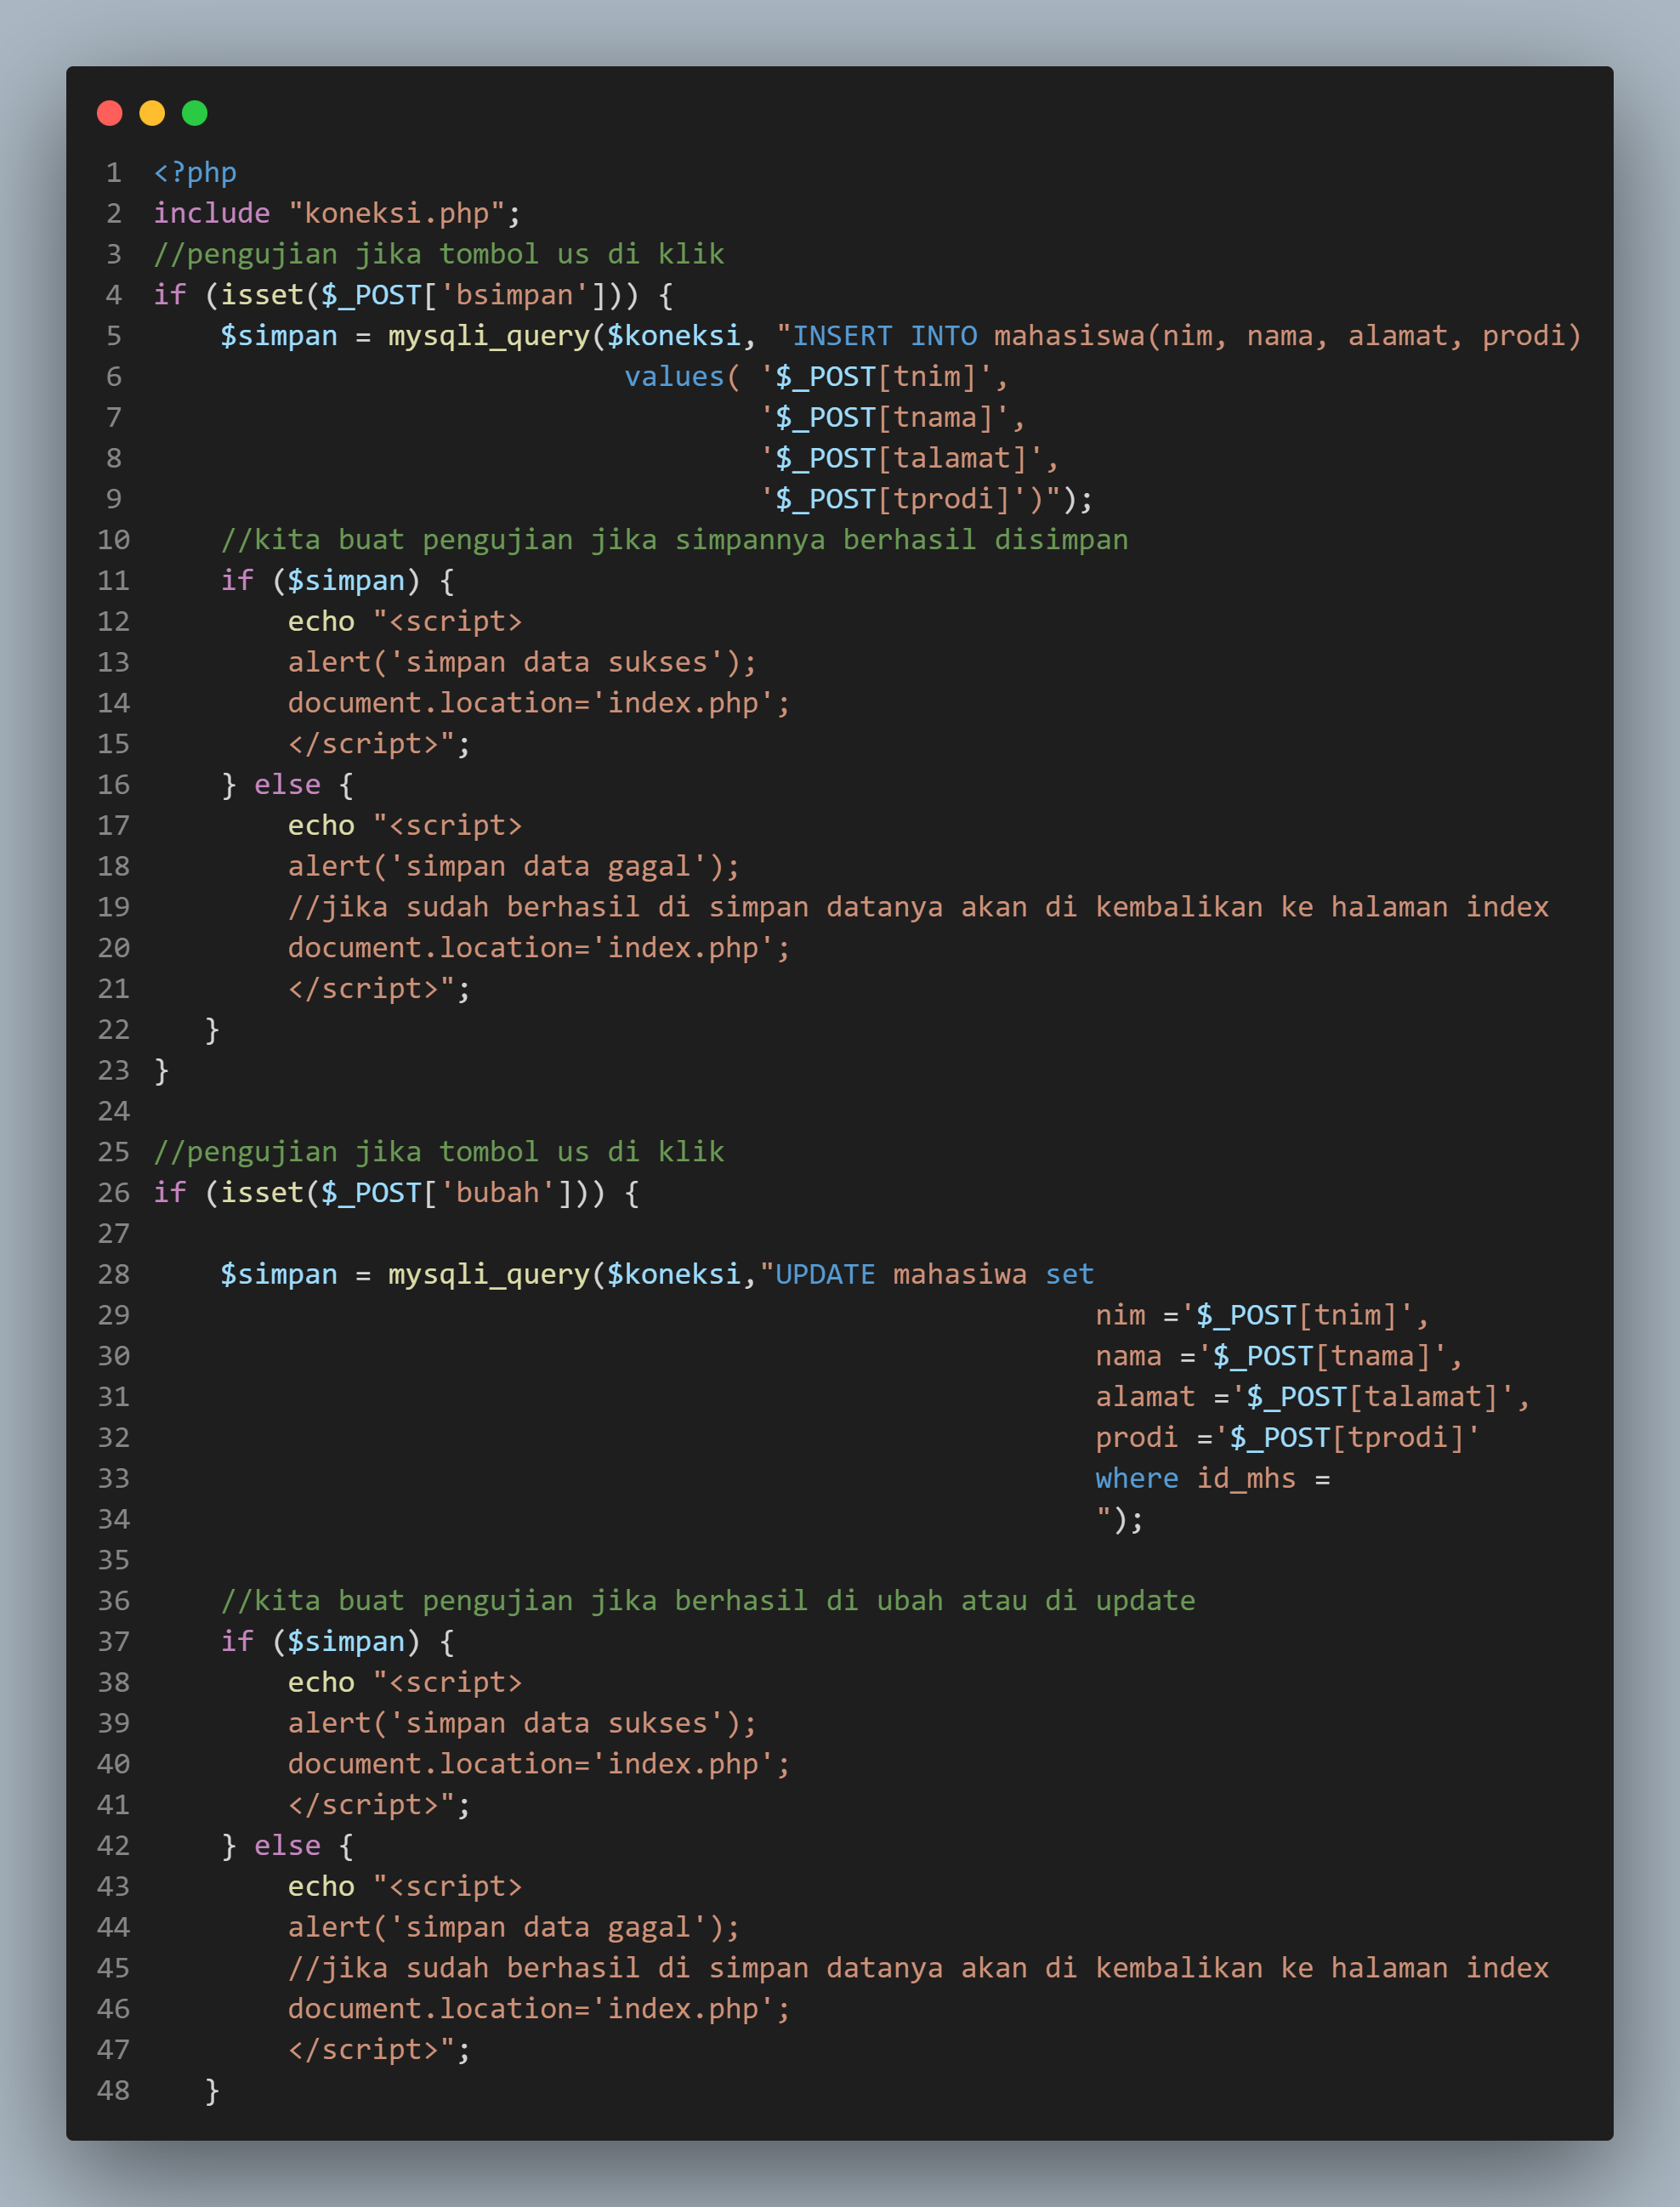 1 <?php
2 include "koneksi.php";
3 //pengujian jika tombol us di klik
4 if (isset($_POST['bsimpan'])) {
5     $simpan = mysqli_query($koneksi, "INSERT INTO mahasiswa(nim, nama, alamat, prodi)
6                             values( '$_POST[tnim]',
7                                     '$_POST[tnama]',
8                                     '$_POST[talamat]',
9                                     '$_POST[tprodi]')");
10     //kita buat pengujian jika simpannya berhasil disimpan
11     if ($simpan) {
12         echo "<script>
13         alert('simpan data sukses');
14         document.location='index.php';
15         </script>";
16     } else {
17         echo "<script>
18         alert('simpan data gagal');
19         //jika sudah berhasil di simpan datanya akan di kembalikan ke halaman index
20         document.location='index.php';
21         </script>";
22    }
23 }
24
25 //pengujian jika tombol us di klik
26 if (isset($_POST['bubah'])) {
27
28     $simpan = mysqli_query($koneksi,"UPDATE mahasiwa set
29                                                         nim ='$_POST[tnim]',
30                                                         nama ='$_POST[tnama]',
31                                                         alamat ='$_POST[talamat]',
32                                                         prodi ='$_POST[tprodi]'
33                                                         where id_mhs =
34                                                         ");
35
36     //kita buat pengujian jika berhasil di ubah atau di update
37     if ($simpan) {
38         echo "<script>
39         alert('simpan data sukses');
40         document.location='index.php';
41         </script>";
42     } else {
43         echo "<script>
44         alert('simpan data gagal');
45         //jika sudah berhasil di simpan datanya akan di kembalikan ke halaman index
46         document.location='index.php';
47         </script>";
48    }